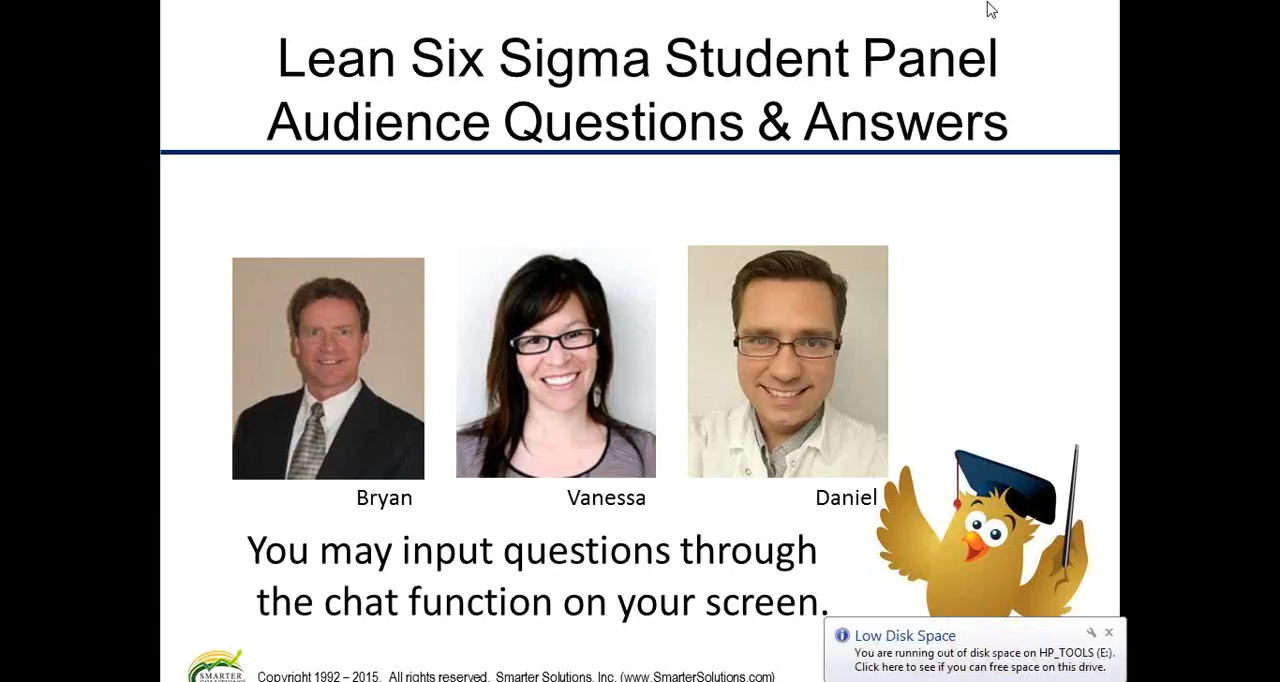 Lean Six Sigma Student Panel
Audience Questions & Answers
Bryan
Vanessa
Daniel
You may input questions through
the chat function on your screen.
Low Disk Space
You are running out of disk space on HP_TOOLS (E:).
Click here to see if you can free space on this drive.
SMARTER
Copyright 1992 – 2015. All rights reserved. Smarter Solutions, Inc. (www.SmarterSolutions.com)